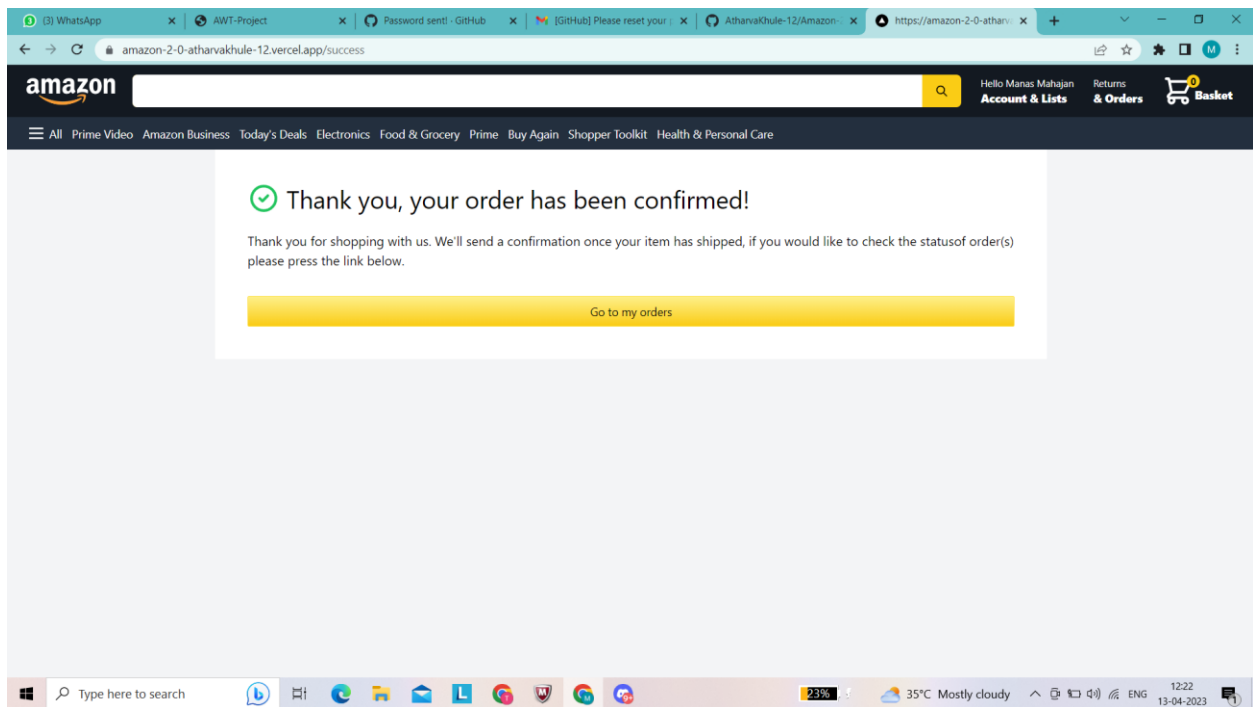 (3) WhatsApp
AWT-Project
Password sent! · GitHub
[GitHub] Please reset your
AtharvaKhule-12/Amazon-
https://amazon-2-0-atharva
amazon-2-0-atharvakhule-12.vercel.app/success
M
amazon
Hello Manas Mahajan
Account & Lists
Returns
& Orders
0
Basket
All Prime Video Amazon Business Today's Deals Electronics Food & Grocery Prime Buy Again Shopper Toolkit Health & Personal Care
Thank you, your order has been confirmed!
Thank you for shopping with us. We'll send a confirmation once your item has shipped, if you would like to check the statusof order(s)
please press the link below.
Go to my orders
Type here to search
23%
35°C Mostly cloudy
ENG
12:22
13-04-2023